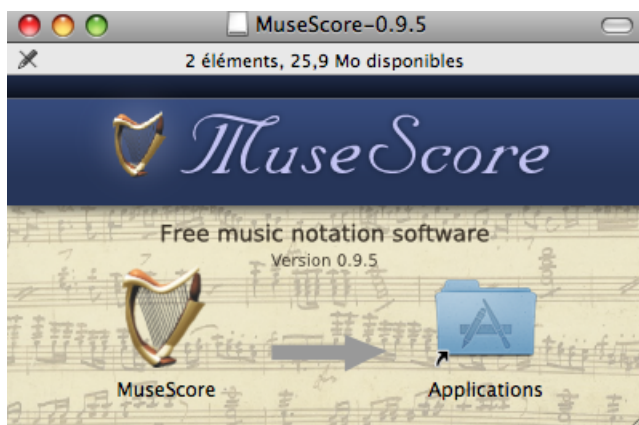 MuseScore-0.9.5
2 éléments, 25,9 Mo disponibles
MuseScore
Free music notation software
Version 0.9.5
MuseScore
Applications